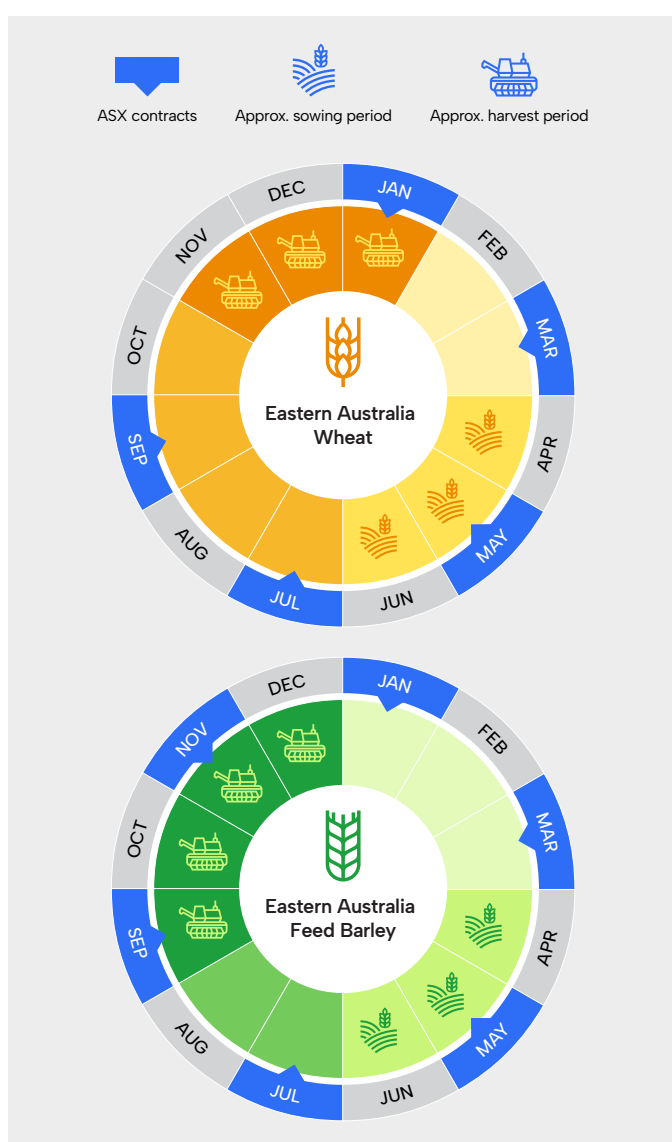 ASX contracts
Approx. sowing period
Approx. harvest period
JAN
FEB
MAR
APR
MAY
JUN
JUL
AUG
SEP
OCT
NOV
DEC
Eastern Australia
Wheat
JAN
FEB
MAR
APR
MAY
JUN
JUL
AUG
SEP
OCT
NOV
DEC
Eastern Australia
Feed Barley